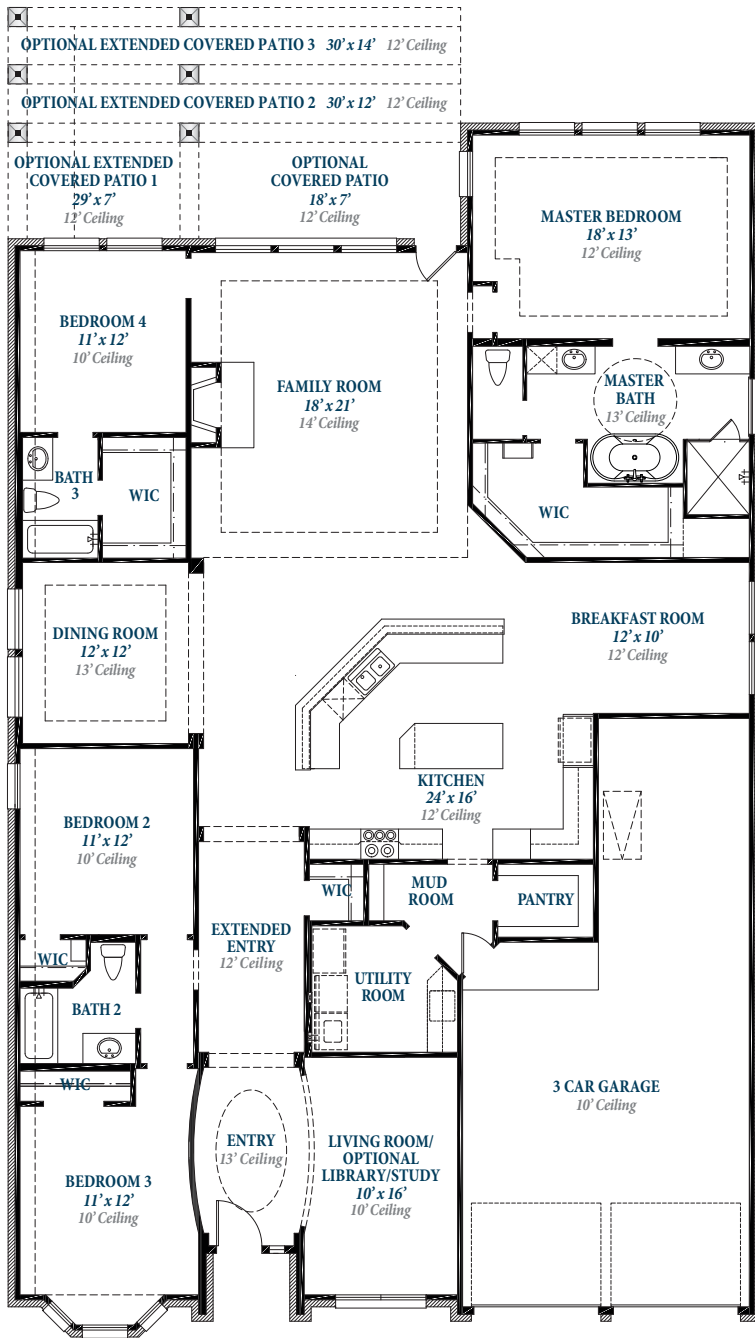 OPTIONAL EXTENDED COVERED PATIO 3 30' x 14' 12' Ceiling
OPTIONAL EXTENDED COVERED PATIO 2 30' x 12' 12' Ceiling
OPTIONAL EXTENDED
COVERED PATIO 1
29' x 7'
12' Ceiling
OPTIONAL
COVERED PATIO
18' x 7'
12' Ceiling
MASTER BEDROOM
18' x 13'
12' Ceiling
BEDROOM 4
11' x 12'
10' Ceiling
FAMILY ROOM
18' x 21'
14' Ceiling
MASTER
BATH
13' Ceiling
BATH
3
WIC
WIC
DINING ROOM
12' x 12'
13' Ceiling
BREAKFAST ROOM
12' x 10'
12' Ceiling
KITCHEN
24' x 16'
12' Ceiling
BEDROOM 2
11' x 12'
10' Ceiling
WIC
MUD
ROOM
PANTRY
EXTENDED
ENTRY
12' Ceiling
WIC
UTILITY
ROOM
BATH 2
WIC
3 CAR GARAGE
10' Ceiling
ENTRY
13' Ceiling
LIVING ROOM/
OPTIONAL
LIBRARY/STUDY
10' x 16'
10' Ceiling
BEDROOM 3
11' x 12'
10' Ceiling